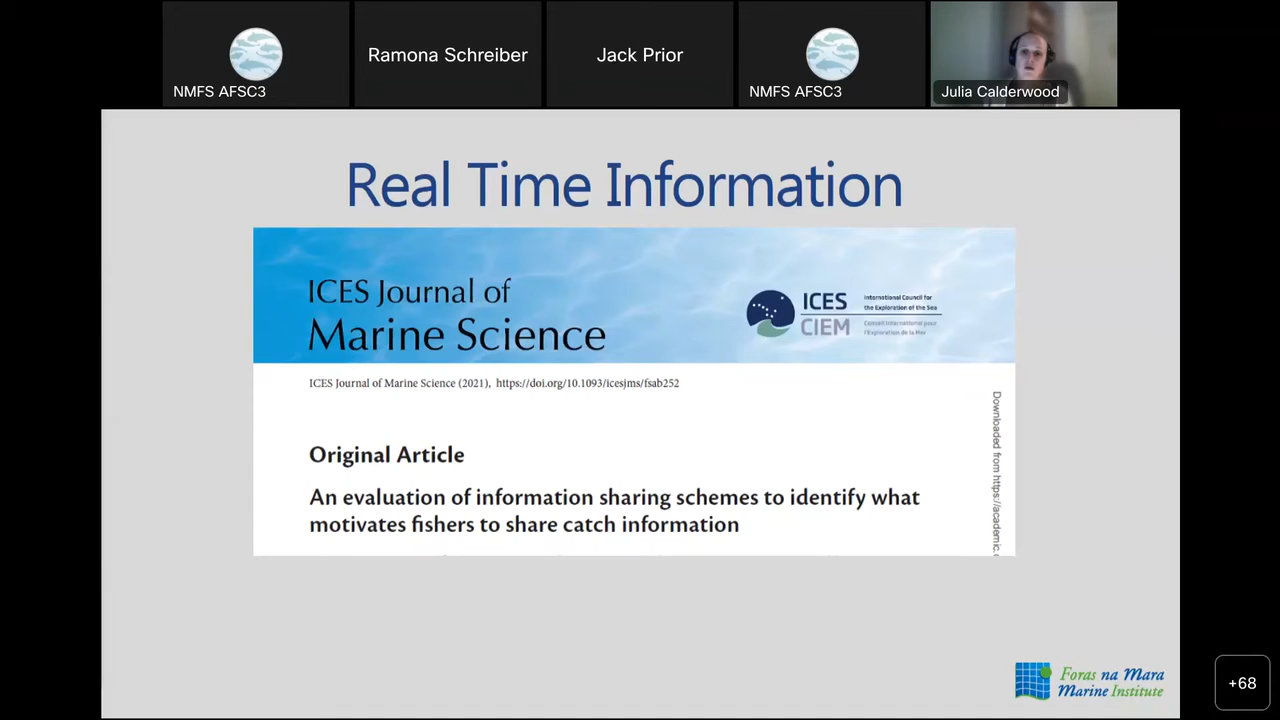 NMFS AFSC3
Ramona Schreiber
Jack Prior
NMFS AFSC3
Julia Calderwood
Real Time Information
ICES Journal of
Marine Science
ICES
CIEM
International Council for
the Exploration of the Sea
Conseil International pour
l'Exploration de la Mer
ICES Journal of Marine Science (2021), https://doi.org/10.1093/icesjms/fsab252
Downloaded from https://academic.
Original Article
An evaluation of information sharing schemes to identify what
motivates fishers to share catch information
Foras na Mara
Marine Institute
+68